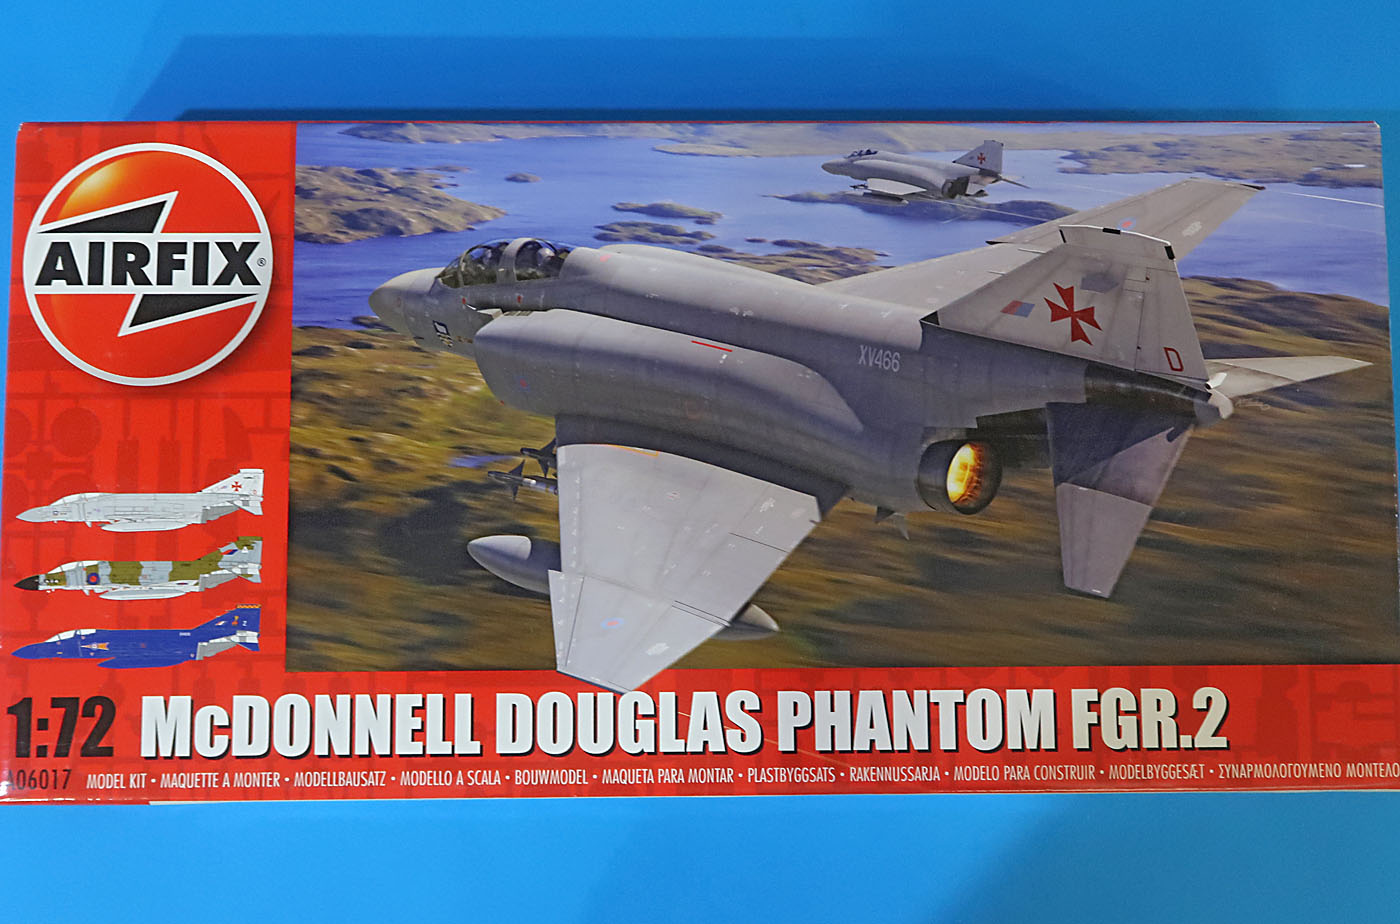 AIRFIX®
XV466
D
1:72
McDONNELL DOUGLAS PHANTOM FGR.2
A06017
MODEL KIT • MAQUETTE A MONTER • MODELLBAUSATZ • MODELLO A SCALA • BOUWMODEL • MAQUETA PARA MONTAR • PLASTBYGGSATS • RAKENNUSSARJA • MODELO PARA CONSTRUIR • MODELBYGGESÆT • ΣΥΝΑΡΜΟΛΟΓΟΥΜΕΝΟ ΜΟΝΤΕΛΟ